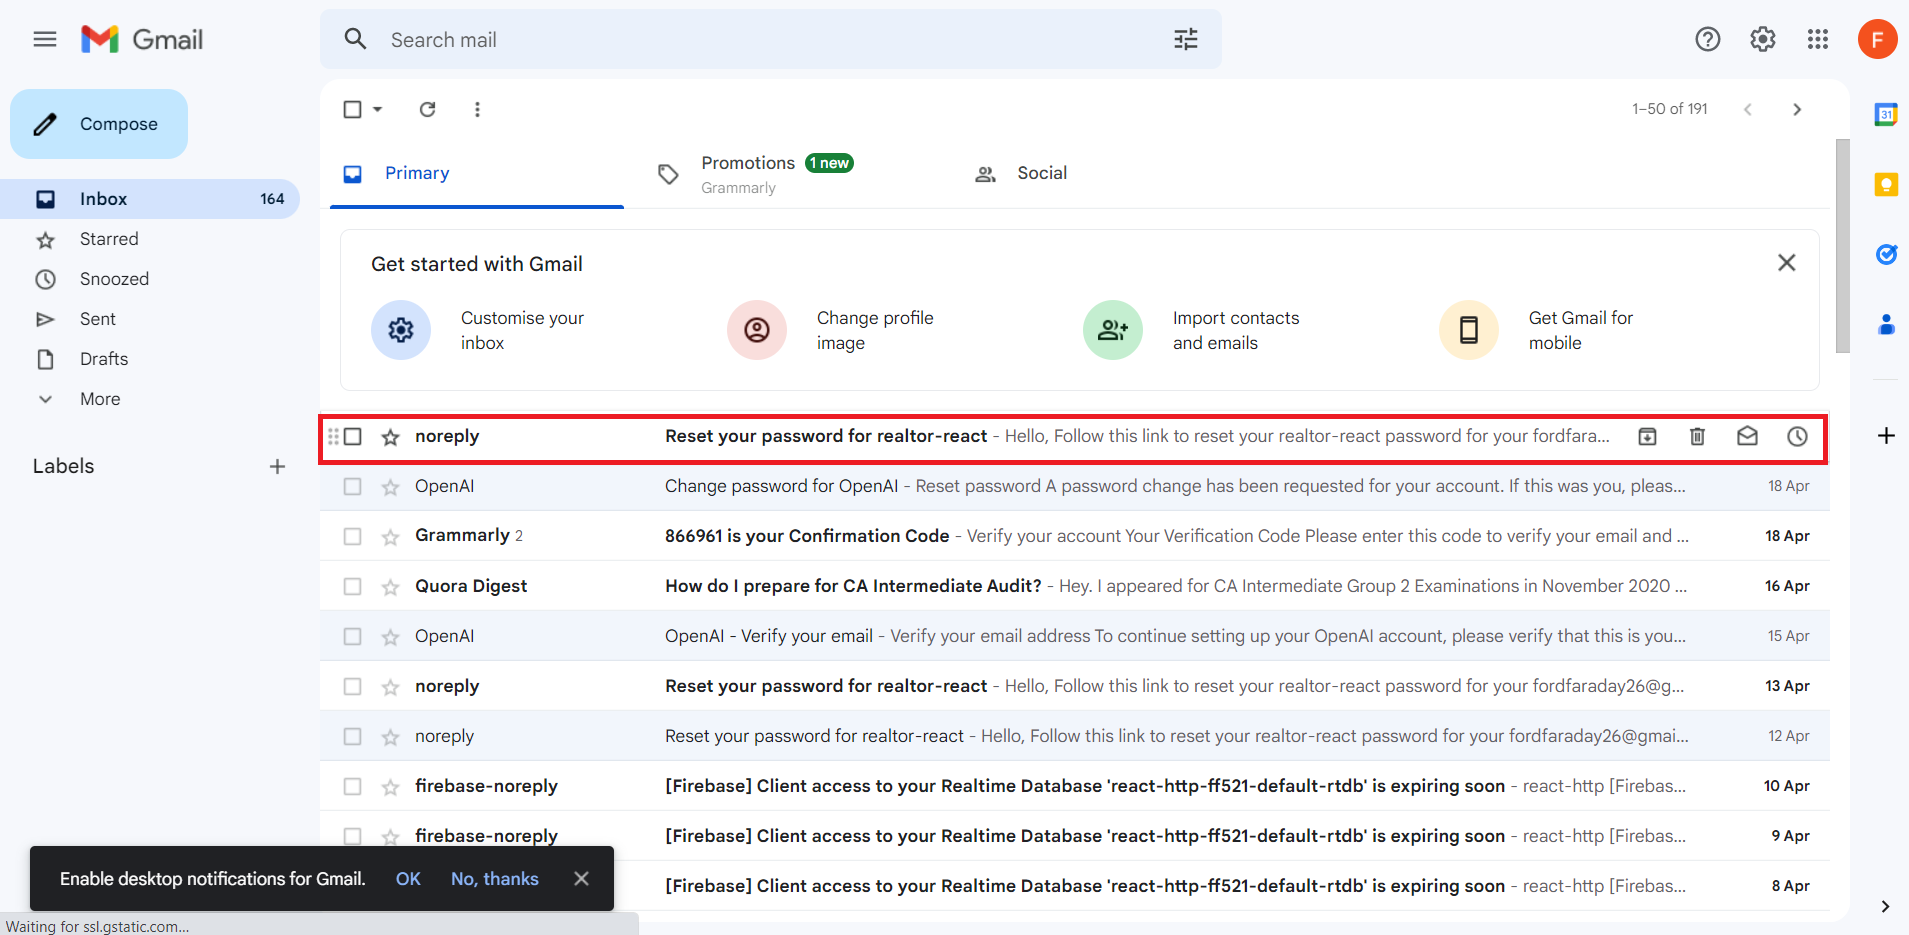 Gmail
Search mail
F
Compose
1–50 of 191
31
Primary
Promotions 1 new
Grammarly
Social
Inbox 164
Starred
Snoozed
Sent
Drafts
More
Labels
Get started with Gmail
Customise your
inbox
Change profile
image
Import contacts
and emails
Get Gmail for
mobile
noreply Reset your password for realtor-react - Hello, Follow this link to reset your realtor-react password for your fordfara...
OpenAI Change password for OpenAI - Reset password A password change has been requested for your account. If this was you, pleas... 18 Apr
Grammarly 2 866961 is your Confirmation Code - Verify your account Your Verification Code Please enter this code to verify your email and ... 18 Apr
Quora Digest How do I prepare for CA Intermediate Audit? - Hey. I appeared for CA Intermediate Group 2 Examinations in November 2020 ... 16 Apr
OpenAI OpenAI - Verify your email - Verify your email address To continue setting up your OpenAI account, please verify that this is you... 15 Apr
noreply Reset your password for realtor-react - Hello, Follow this link to reset your realtor-react password for your fordfaraday26@g... 13 Apr
noreply Reset your password for realtor-react - Hello, Follow this link to reset your realtor-react password for your fordfaraday26@gmai... 12 Apr
firebase-noreply [Firebase] Client access to your Realtime Database 'react-http-ff521-default-rtdb' is expiring soon - react-http [Firebas... 10 Apr
firebase-noreply [Firebase] Client access to your Realtime Database 'react-http-ff521-default-rtdb' is expiring soon - react-http [Firebas... 9 Apr
[Firebase] Client access to your Realtime Database 'react-http-ff521-default-rtdb' is expiring soon - react-http [Firebas... 8 Apr
Enable desktop notifications for Gmail. OK No, thanks
Waiting for ssl.gstatic.com...